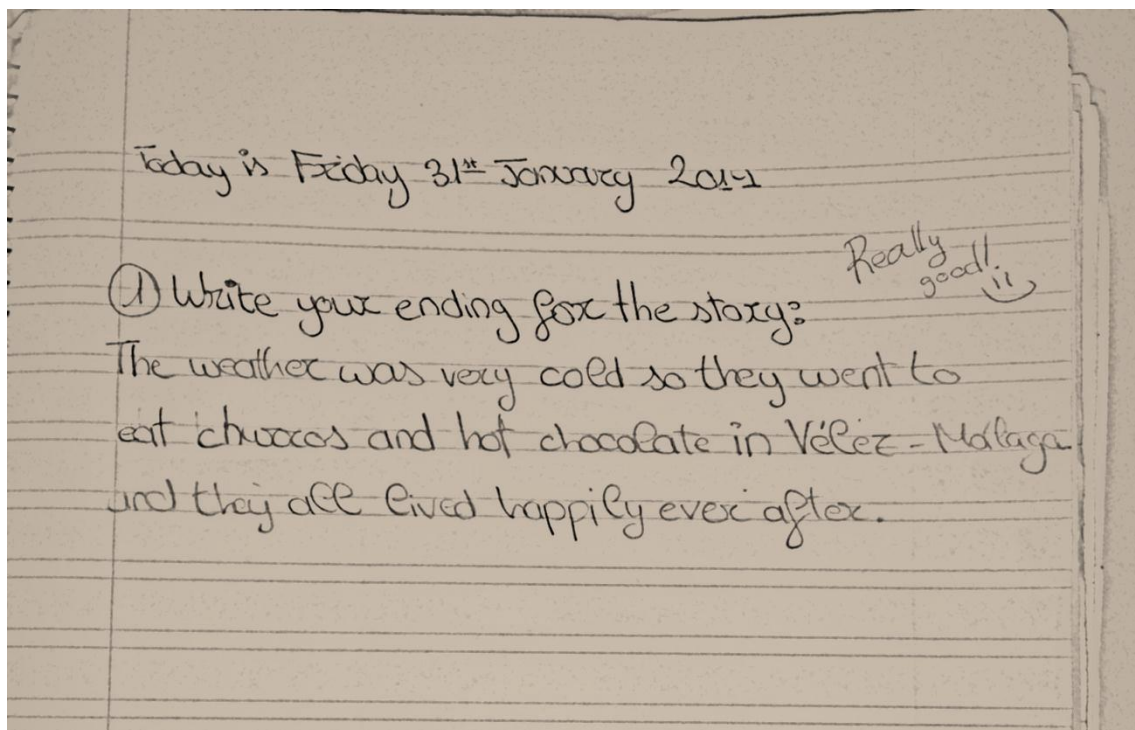 Today is Friday 31st January 2014
Really
good! :)
① Write your ending for the story:
The weather was very cold so they went to
eat churros and hot chocolate in Vélez - Málaga
and they all lived happily ever after.